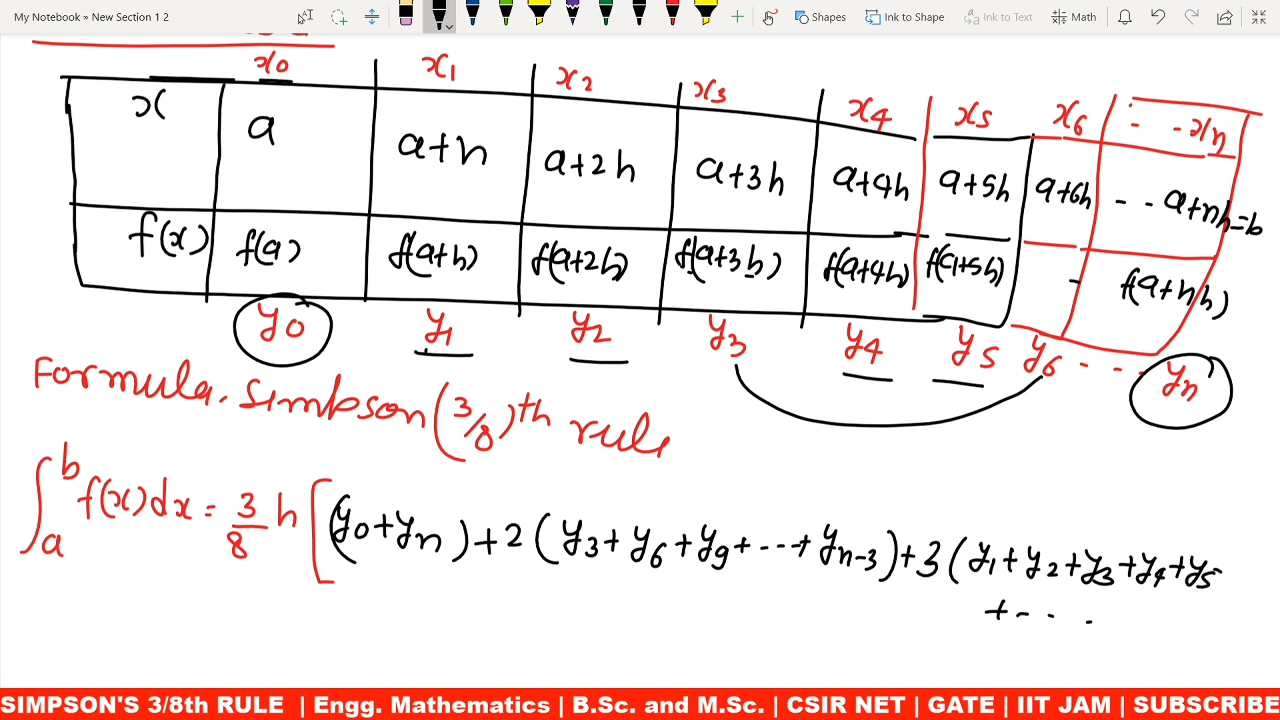 My Notebook » New Section 1 2
Shapes Ink to Shape Ink to Text Math
x0 x1 x2 x3 x4 x5 x6 : - - xn
x a a+h a+2h a+3h a+4h a+5h a+6h - - a+nh=b
f(x) f(a) f(a+h) f(a+2h) f(a+3h) f(a+4h) f(a+5h) - f(a+nh)
y0 y1 y2 y3 y4 y5 y6 - - - - yn
Formula. Simpson (3/8)th rule
∫_a^b f(x)dx = 3/8 h [(y0+yn)+2(y3+y6+y9+---+yn-3)+3(y1+y2+y3+y4+y5
+- - .
SIMPSON'S 3/8th RULE | Engg. Mathematics | B.Sc. and M.Sc. | CSIR NET | GATE | IIT JAM | SUBSCRIBE